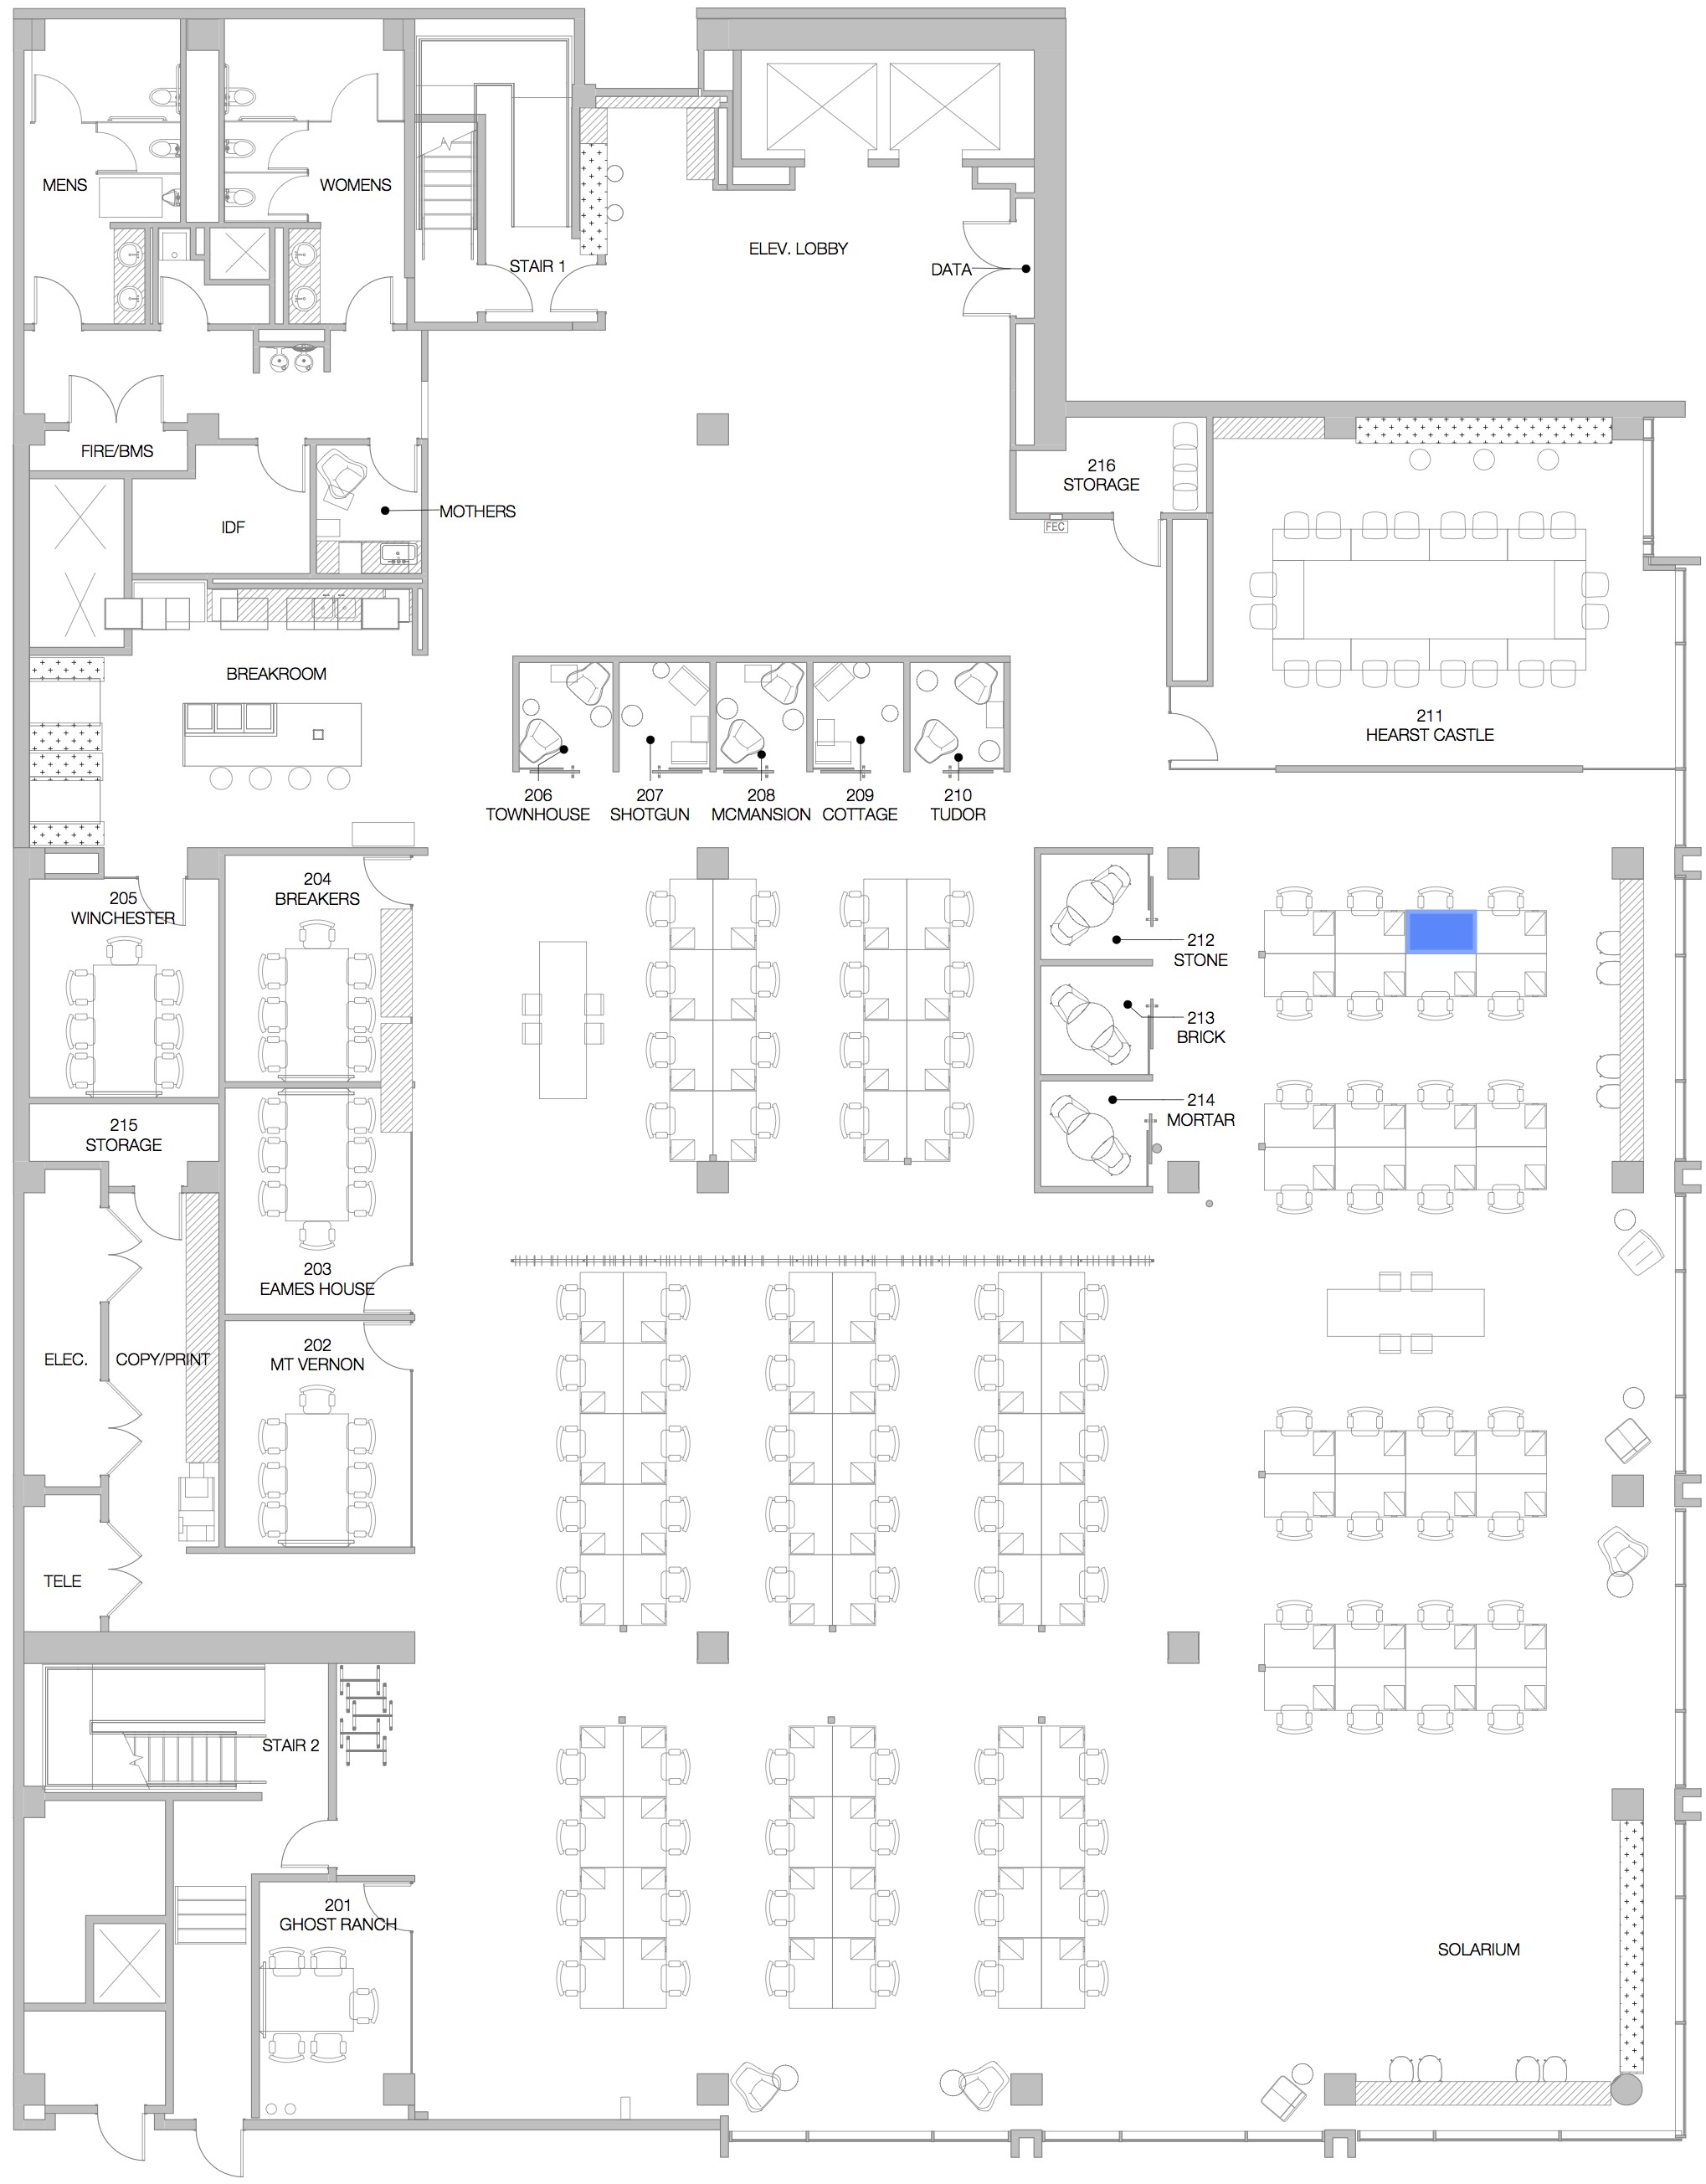 MENS
WOMENS
STAIR 1
ELEV. LOBBY
DATA
FIRE/BMS
IDF
MOTHERS
216
STORAGE
FEC
BREAKROOM
211
HEARST CASTLE
206
TOWNHOUSE
207
SHOTGUN
208
MCMANSION
209
COTTAGE
210
TUDOR
205
WINCHESTER
204
BREAKERS
212
STONE
213
BRICK
214
MORTAR
215
STORAGE
203
EAMES HOUSE
202
MT VERNON
ELEC.
COPY/PRINT
TELE
STAIR 2
201
GHOST RANCH
SOLARIUM